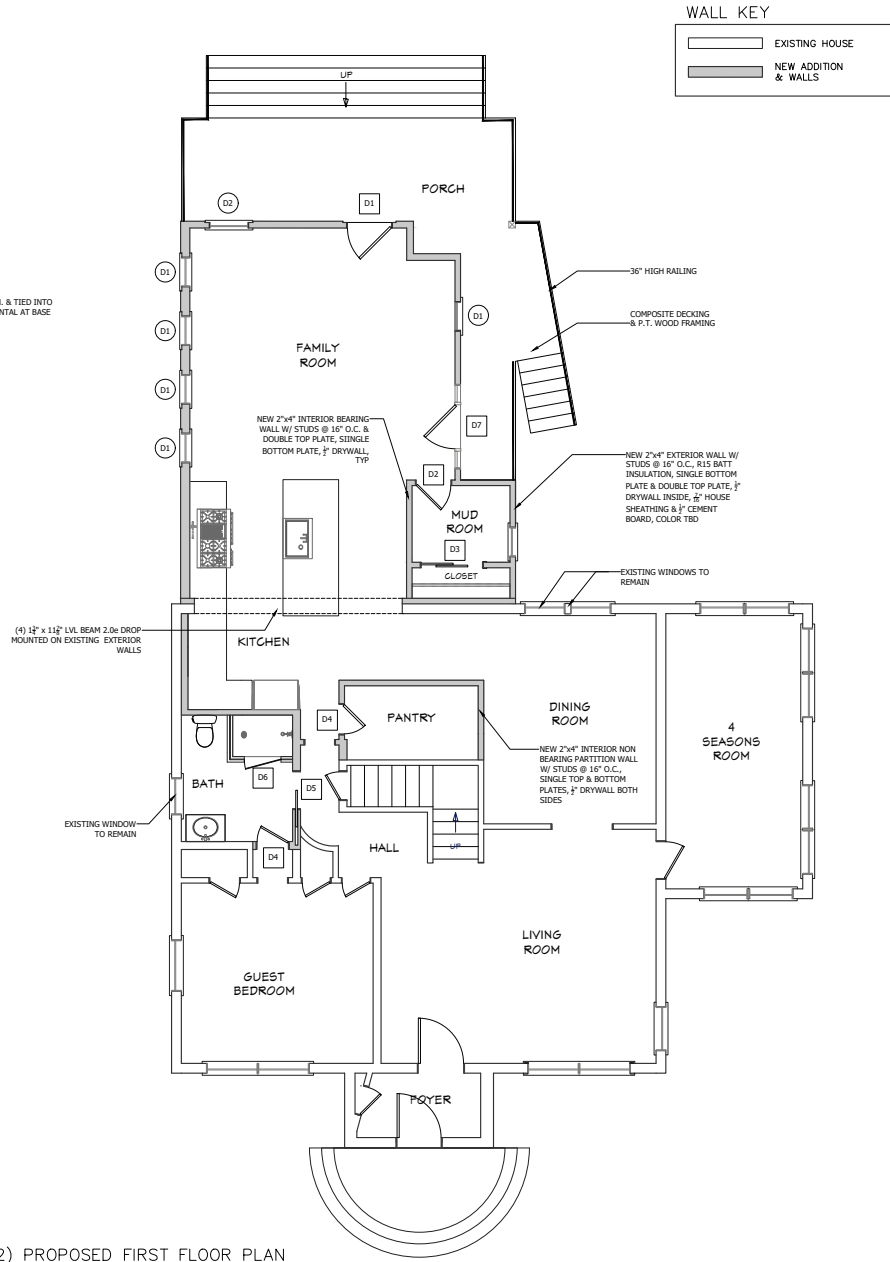 WALL KEY
EXISTING HOUSE
NEW ADDITION
& WALLS
UP
PORCH
D2
D1
D1
36" HIGH RAILING
. & TIED INTO
NTAL AT BASE
D1
COMPOSITE DECKING
& P.T. WOOD FRAMING
D1
D1
FAMILY
ROOM
D1
NEW 2"x4" INTERIOR BEARING
WALL W/ STUDS @ 16" O.C. &
DOUBLE TOP PLATE, SIINGLE
BOTTOM PLATE, ½" DRYWALL,
TYP
D7
D1
D2
NEW 2"x4" EXTERIOR WALL W/
STUDS @ 16" O.C., R15 BATT
INSULATION, SINGLE BOTTOM
PLATE & DOUBLE TOP PLATE, ½"
DRYWALL INSIDE, 7/16" HOUSE
SHEATHING & ½" CEMENT
BOARD, COLOR TBD
MUD
ROOM
D3
CLOSET
EXISTING WINDOWS TO
REMAIN
(4) 1¾" x 11⅞" LVL BEAM 2.0e DROP
MOUNTED ON EXISTING EXTERIOR
WALLS
KITCHEN
D4
PANTRY
DINING
ROOM
4
SEASONS
ROOM
NEW 2"x4" INTERIOR NON
BEARING PARTITION WALL
W/ STUDS @ 16" O.C.,
SINGLE TOP & BOTTOM
PLATES, ½" DRYWALL BOTH
SIDES
BATH
D6
D5
EXISTING WINDOW
TO REMAIN
UP
HALL
D4
LIVING
ROOM
GUEST
BEDROOM
FOYER
2) PROPOSED FIRST FLOOR PLAN